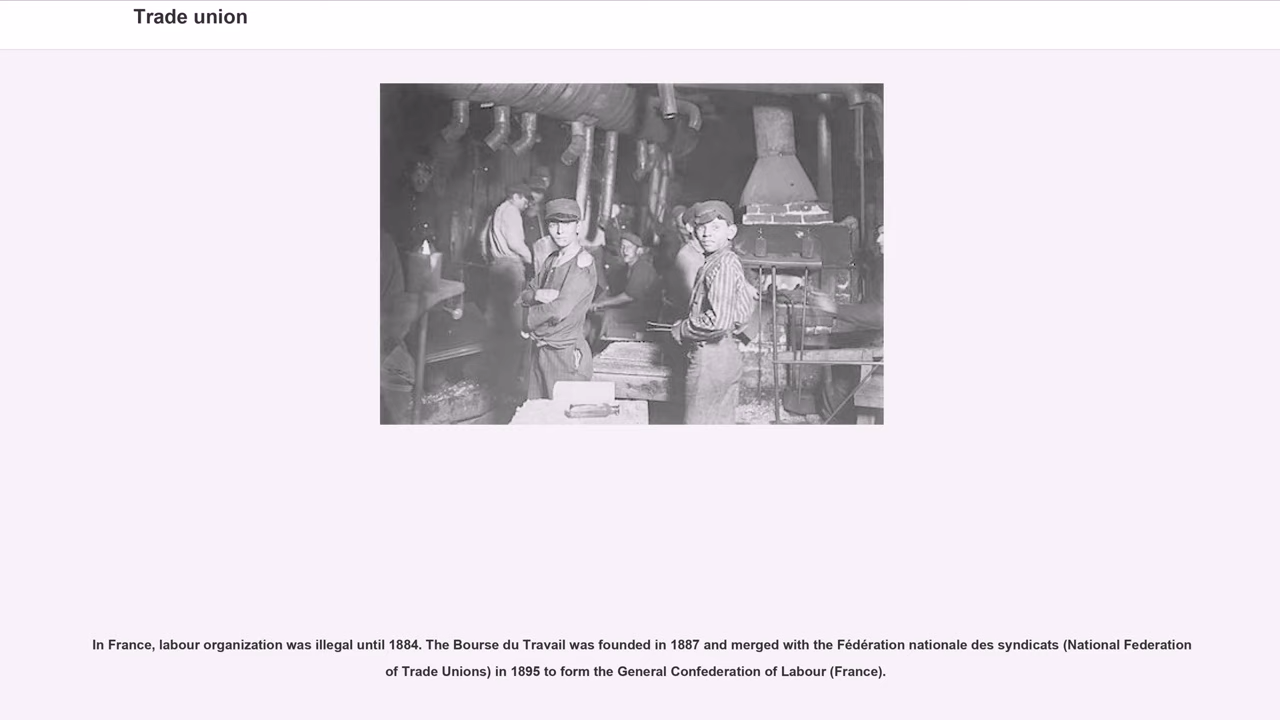 Trade union
In France, labour organization was illegal until 1884. The Bourse du Travail was founded in 1887 and merged with the Fédération nationale des syndicats (National Federation
of Trade Unions) in 1895 to form the General Confederation of Labour (France).